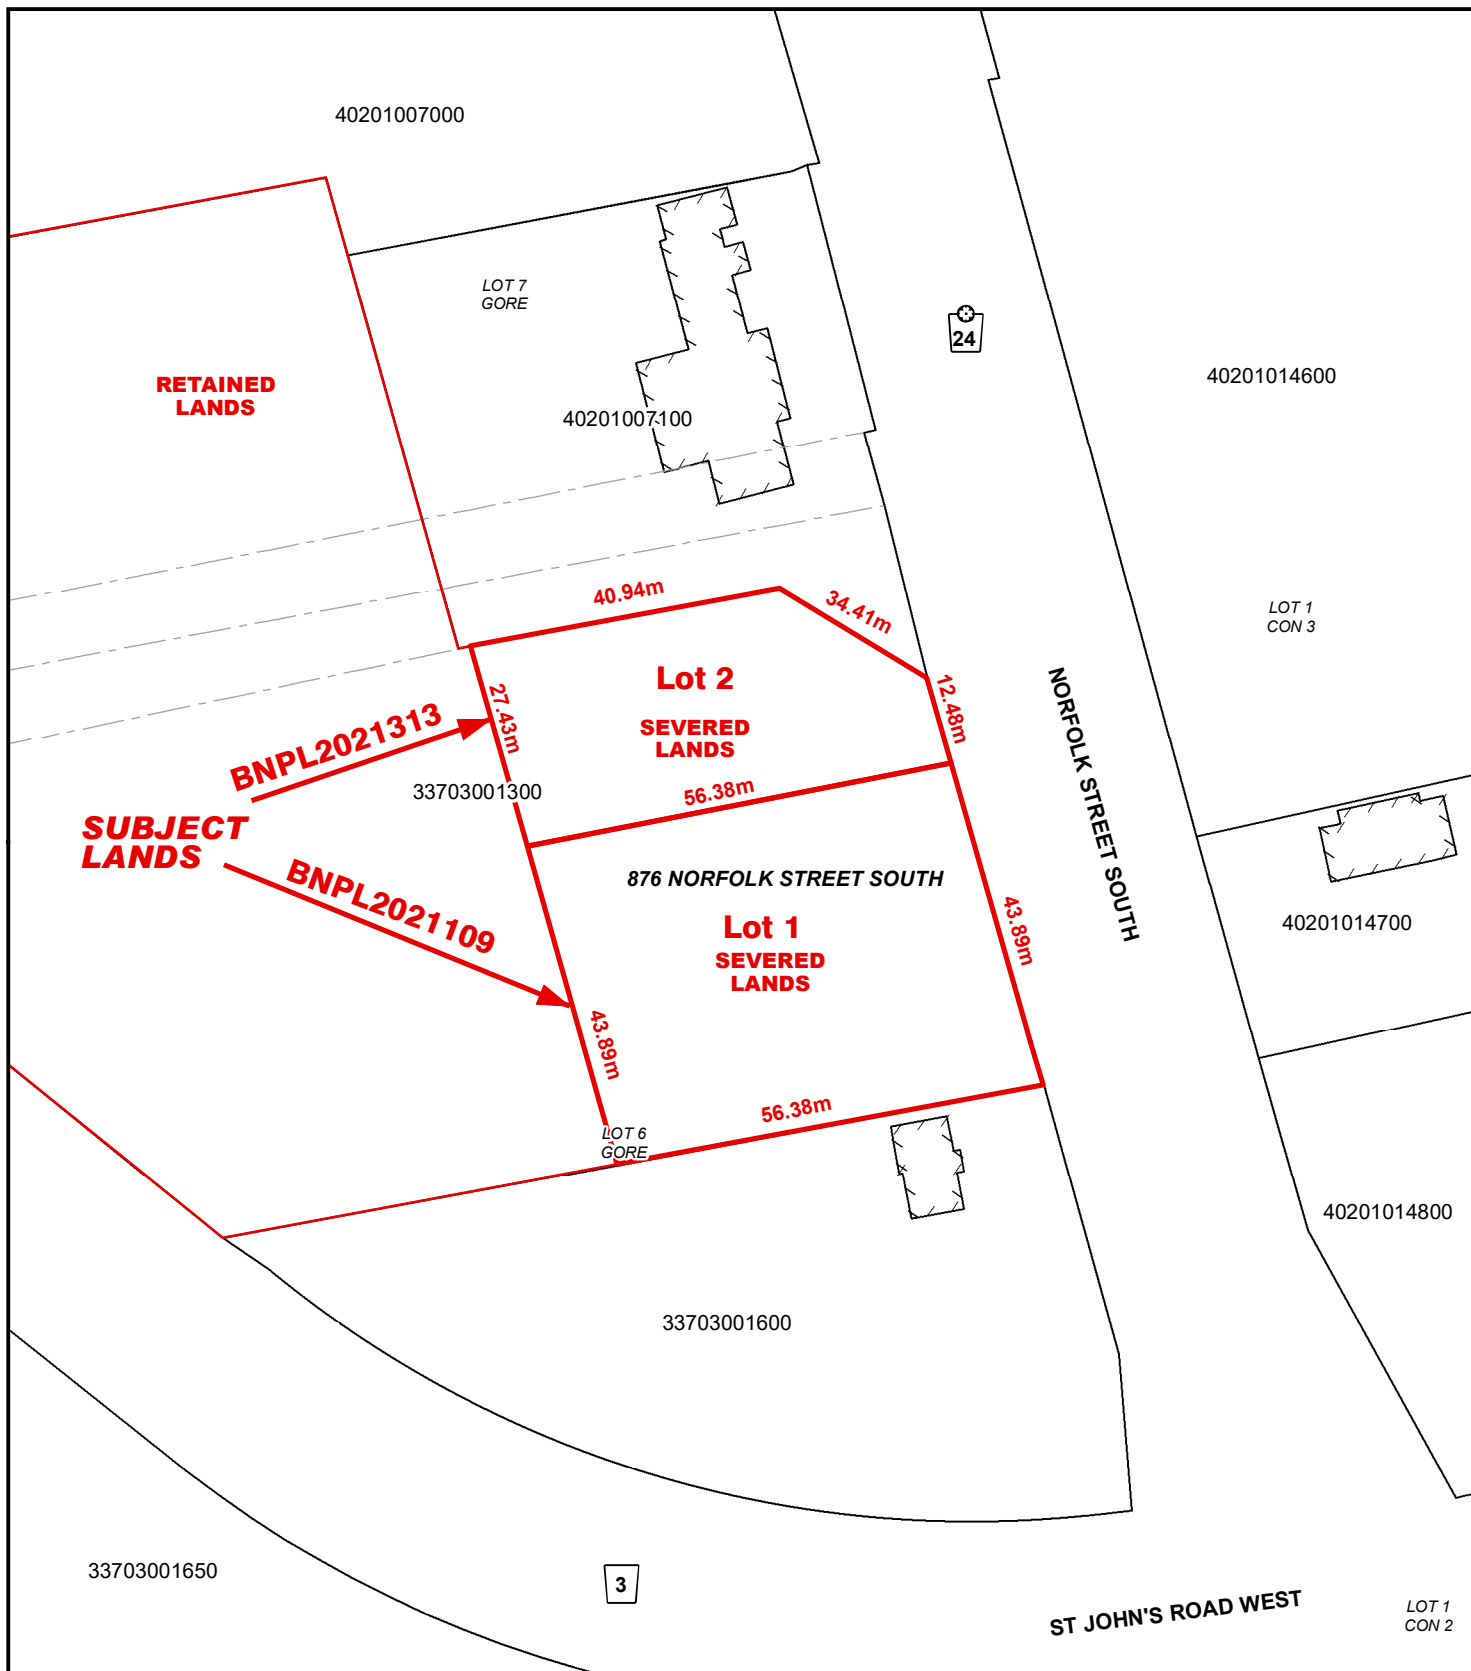 40201007000
LOT 7
GORE
RETAINED
LANDS
24
40201014600
40201007100
40.94m
34.41m
LOT 1
CON 3
Lot 2
SEVERED
LANDS
12.48m
27.43m
NORFOLK STREET SOUTH
BNPL2021313
33703001300
56.38m
SUBJECT
LANDS
BNPL2021109
876 NORFOLK STREET SOUTH
Lot 1
SEVERED
LANDS
43.89m
40201014700
43.89m
56.38m
LOT 6
GORE
40201014800
33703001600
33703001650
3
ST JOHN'S ROAD WEST
LOT 1
CON 2